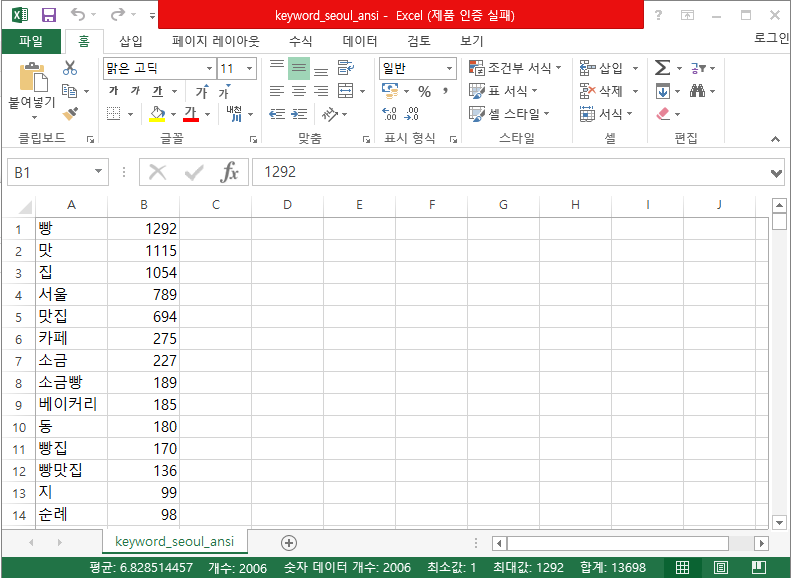 keyword_seoul_ansi - Excel (제품 인증 실패)
파일 홈 삽입 페이지 레이아웃 수식 데이터 검토 보기 로그인
붙여넣기
맑은 고딕 11
가 가 가 가 가
내천
일반
% ,
조건부 서식
표 서식
셀 스타일
삽입
삭제
서식
클립보드 글꼴 맞춤 표시 형식 스타일 셀 편집
B1 fx 1292
A B C D E F G H I J
1 빵 1292
2 맛 1115
3 집 1054
4 서울 789
5 맛집 694
6 카페 275
7 소금 227
8 소금빵 189
9 베이커리 185
10 동 180
11 빵집 170
12 빵맛집 136
13 지 99
14 순례 98
keyword_seoul_ansi
평균: 6.828514457 개수: 2006 숫자 데이터 개수: 2006 최소값: 1 최대값: 1292 합계: 13698